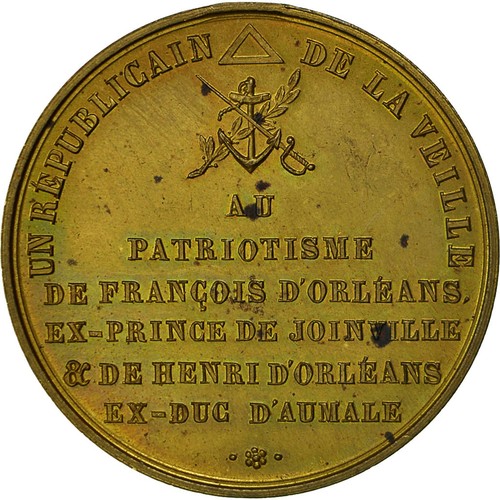 UN RÉPUBLICAIN DE LA VEILLE
AU
PATRIOTISME
DE FRANÇOIS D'ORLÉANS,
EX-PRINCE DE JOINVILLE
& DE HENRI D'ORLÉANS
EX-DUC D'AUMALE